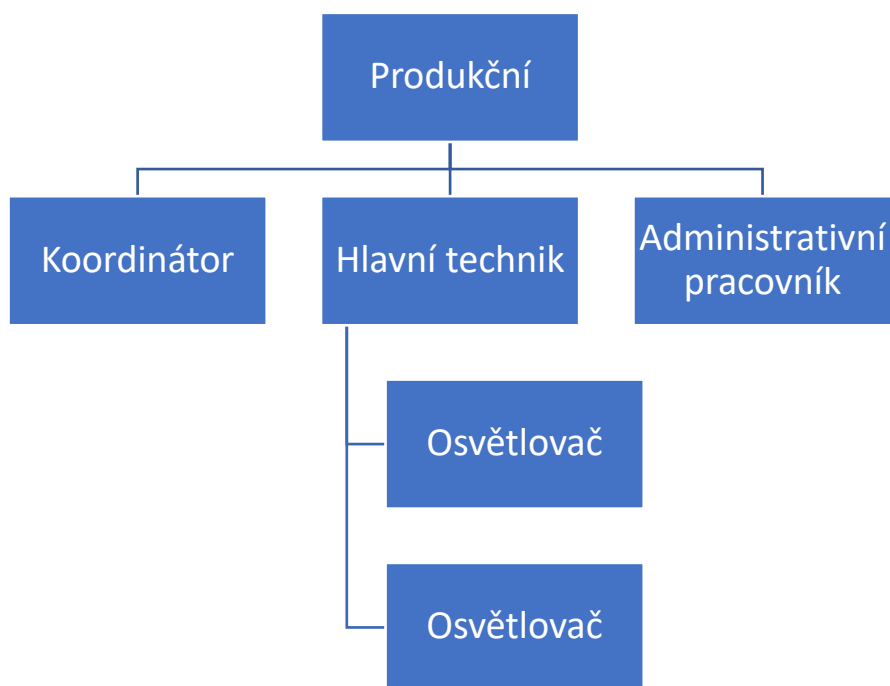 Produkční
Koordinátor
Hlavní technik
Administrativní
pracovník
Osvětlovač
Osvětlovač